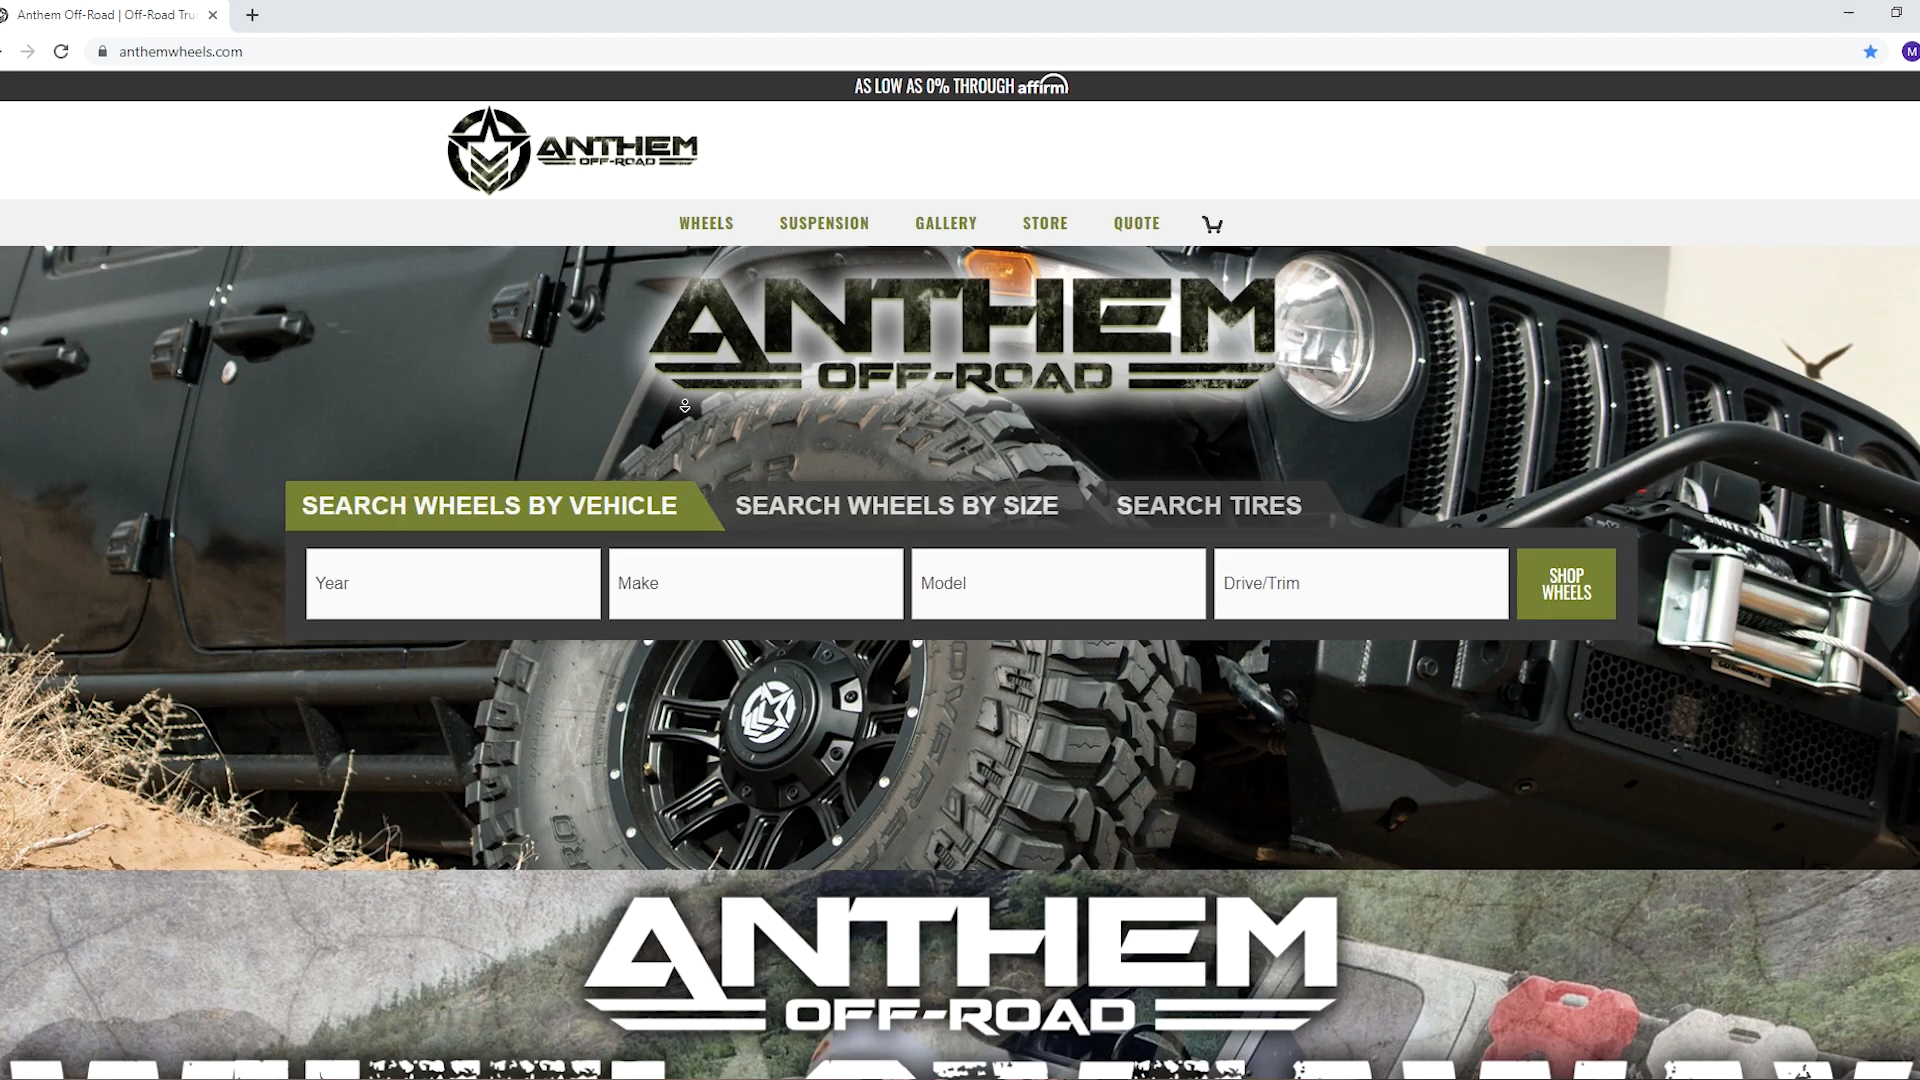 Anthem Off-Road | Off-Road Tru
anthemwheels.com
M
AS LOW AS 0% THROUGH affirm
ANTHEM
OFF-ROAD
WHEELS SUSPENSION GALLERY STORE QUOTE
ANTHEM
OFF-ROAD
SEARCH WHEELS BY VEHICLE SEARCH WHEELS BY SIZE SEARCH TIRES
Year Make Model Drive/Trim SHOP
WHEELS
SMITTYBILT
ANTHEM
OFF-ROAD